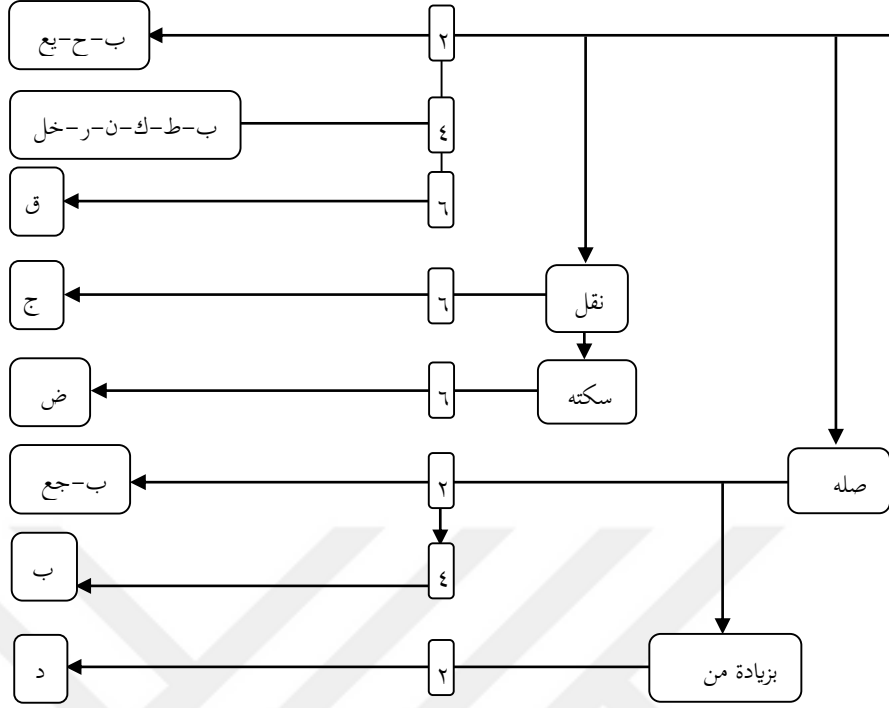 ٢ ب-ح-يع
٤ ب-ط-ك-ن-ر-خل
٦ ق
نقل ٦ ج
سكته ٦ ض
صله ٢ ب-جع
٤ ب
بزيادة من ٢ د